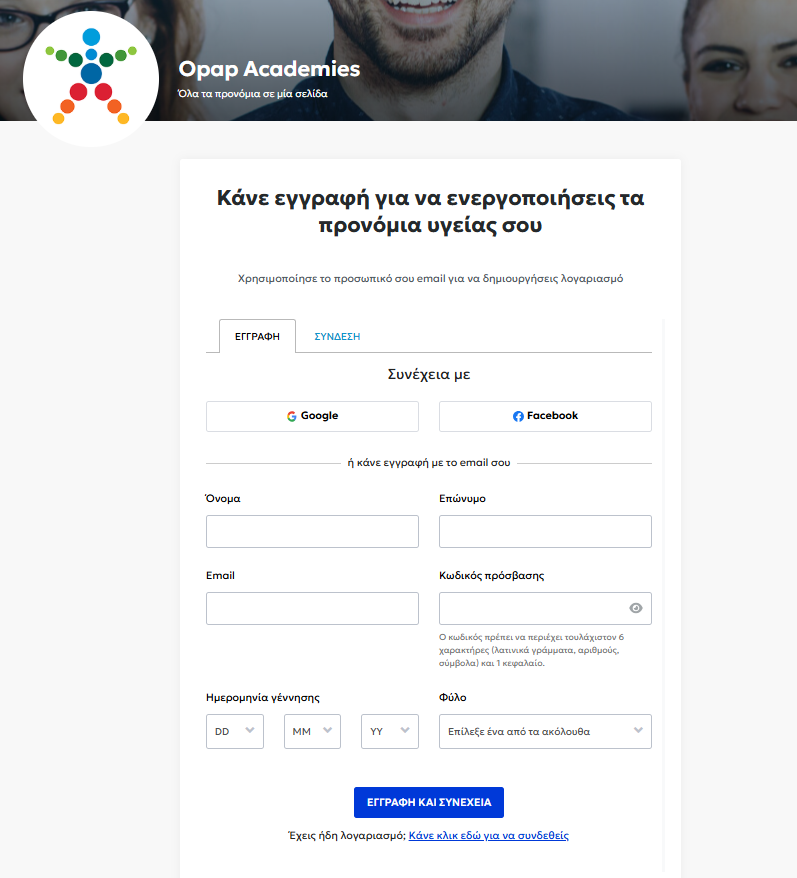 Opap Academies
Όλα τα προνόμια σε μία σελίδα
Κάνε εγγραφή για να ενεργοποιήσεις τα
προνόμια υγείας σου
Χρησιμοποίησε το προσωπικό σου email για να δημιουργήσεις λογαριασμό
ΕΓΓΡΑΦΗ
ΣΥΝΔΕΣΗ
Συνέχεια με
Google
Facebook
ή κάνε εγγραφή με το email σου
Όνομα
Επώνυμο
Email
Κωδικός πρόσβασης
Ο κωδικός πρέπει να περιέχει τουλάχιστον 6
χαρακτήρες (λατινικά γράμματα, αριθμούς,
σύμβολα) και 1 κεφαλαίο.
Ημερομηνία γέννησης
Φύλο
DD
MM
YY
Επίλεξε ένα από τα ακόλουθα
ΕΓΓΡΑΦΗ ΚΑΙ ΣΥΝΕΧΕΙΑ
Έχεις ήδη λογαριασμό; Κάνε κλικ εδώ για να συνδεθείς